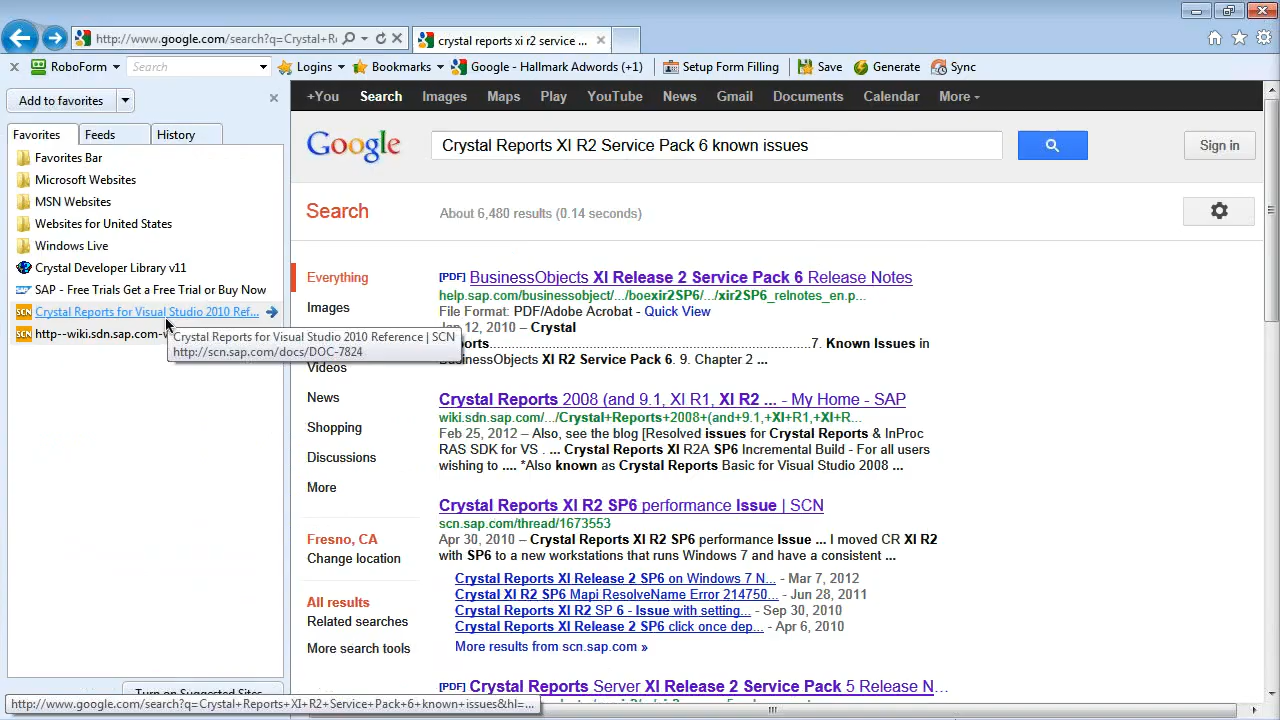 http://www.google.com/search?q=Crystal+R
crystal reports xi r2 service ...
RoboForm
Search
Logins
Bookmarks
Google - Hallmark Adwords (+1)
Setup Form Filling
Save
Generate
Sync
Add to favorites
Favorites
Feeds
History
Favorites Bar
Microsoft Websites
MSN Websites
Websites for United States
Windows Live
Crystal Developer Library v11
SAP - Free Trials Get a Free Trial or Buy Now
SCN Crystal Reports for Visual Studio 2010 Ref...
SCN http--wiki.sdn.sap.com-
Crystal Reports for Visual Studio 2010 Reference | SCN
http://scn.sap.com/docs/DOC-7824
Turn on Suggested Sites
+You Search Images Maps Play YouTube News Gmail Documents Calendar More
Google
Crystal Reports XI R2 Service Pack 6 known issues
Sign in
Search
About 6,480 results (0.14 seconds)
Everything
Images
Videos
News
Shopping
Discussions
More
Fresno, CA
Change location
All results
Related searches
More search tools
[PDF] BusinessObjects XI Release 2 Service Pack 6 Release Notes
help.sap.com/businessobject/.../boexir2SP6/.../xir2SP6_relnotes_en.p...
File Format: PDF/Adobe Acrobat - Quick View
Jan 12, 2010 – Crystal
7. Known Issues in
BusinessObjects XI R2 Service Pack 6. 9. Chapter 2 ...
Crystal Reports 2008 (and 9.1, XI R1, XI R2 ... - My Home - SAP
wiki.sdn.sap.com/.../Crystal+Reports+2008+(and+9.1,+XI+R1,+XI+R...
Feb 25, 2012 – Also, see the blog [Resolved issues for Crystal Reports & InProc
RAS SDK for VS . ... Crystal Reports XI R2A SP6 Incremental Build - For all users
wishing to .... *Also known as Crystal Reports Basic for Visual Studio 2008 ...
Crystal Reports XI R2 SP6 performance Issue | SCN
scn.sap.com/thread/1673553
Apr 30, 2010 – Crystal Reports XI R2 SP6 performance Issue ... I moved CR XI R2
with SP6 to a new workstations that runs Windows 7 and have a consistent ...
Crystal Reports XI Release 2 SP6 on Windows 7 N... - Mar 7, 2012
Crystal XI R2 SP6 Mapi ResolveName Error 214750... - Jun 28, 2011
Crystal Reports XI R2 SP 6 - Issue with setting... - Sep 30, 2010
Crystal Reports XI Release 2 SP6 click once dep... - Apr 6, 2010
More results from scn.sap.com »
[PDF] Crystal Reports Server XI Release 2 Service Pack 5 Release N...
http://www.google.com/search?q=Crystal+Reports+XI+R2+Service+Pack+6+known+issues&hl=...